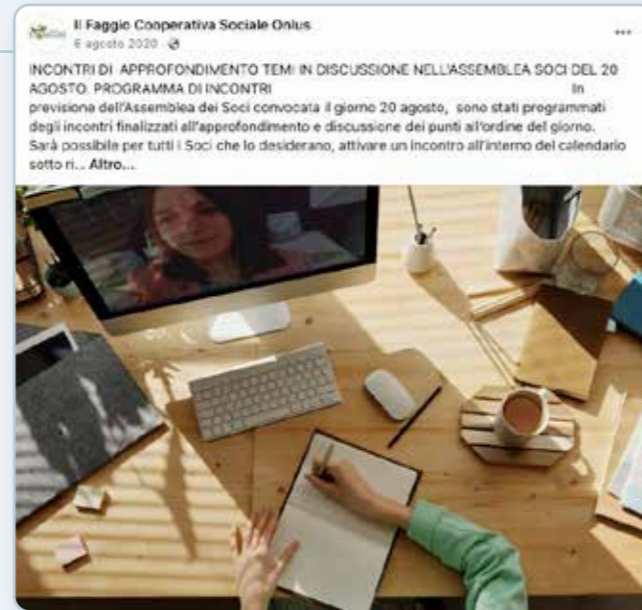 Il Faggio Cooperativa Sociale Onlus
6 agosto 2020
INCONTRI DI APPROFONDIMENTO TEMI IN DISCUSSIONE NELL'ASSEMBLEA SOCI DEL 20
AGOSTO. PROGRAMMA DI INCONTRI In
previsione dell'Assemblea dei Soci convocata il giorno 20 agosto, sono stati programmati
degli incontri finalizzati all'approfondimento e discussione dei punti all'ordine del giorno.
Sarà possibile per tutti i Soci che lo desiderano, attivare un incontro all'interno del calendario
sotto ri... Altro...